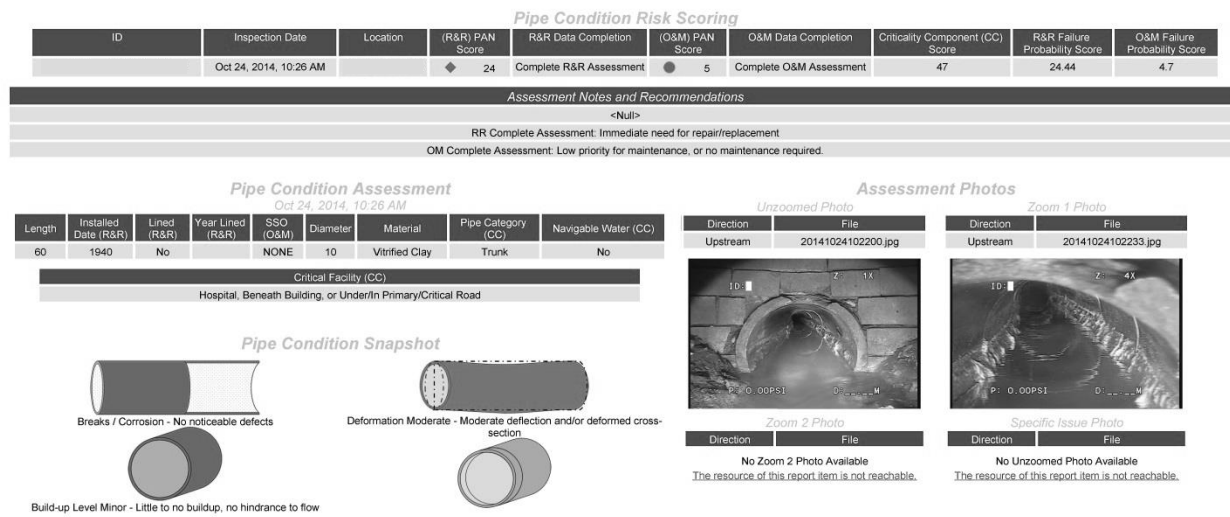 Pipe Condition Risk Scoring
ID Inspection Date Location (R&R) PAN Score R&R Data Completion (O&M) PAN Score O&M Data Completion Criticality Component (CC) Score R&R Failure Probability Score O&M Failure Probability Score
Oct 24, 2014, 10:26 AM 24 Complete R&R Assessment 5 Complete O&M Assessment 47 24.44 4.7
Assessment Notes and Recommendations
<Null>
RR Complete Assessment: Immediate need for repair/replacement
OM Complete Assessment: Low priority for maintenance, or no maintenance required.
Pipe Condition Assessment
Oct 24, 2014, 10:26 AM
Length Installed Date (R&R) Lined (R&R) Year Lined (R&R) SSO (O&M) Diameter Material Pipe Category (CC) Navigable Water (CC)
60 1940 No NONE 10 Vitrified Clay Trunk No
Critical Facility (CC)
Hospital, Beneath Building, or Under/In Primary/Critical Road
Pipe Condition Snapshot
Breaks / Corrosion - No noticeable defects
Deformation Moderate - Moderate deflection and/or deformed cross-
section
Build-up Level Minor - Little to no buildup, no hindrance to flow
Assessment Photos
Unzoomed Photo
Direction File
Upstream 20141024102200.jpg
Z: 1X
ID:
P: 0.00PSI D:__.__M
Zoom 1 Photo
Direction File
Upstream 20141024102233.jpg
Z: 4X
ID:
P: 0.00PSI D:__.__M
Zoom 2 Photo
Direction File
No Zoom 2 Photo Available
The resource of this report item is not reachable.
Specific Issue Photo
Direction File
No Unzoomed Photo Available
The resource of this report item is not reachable.